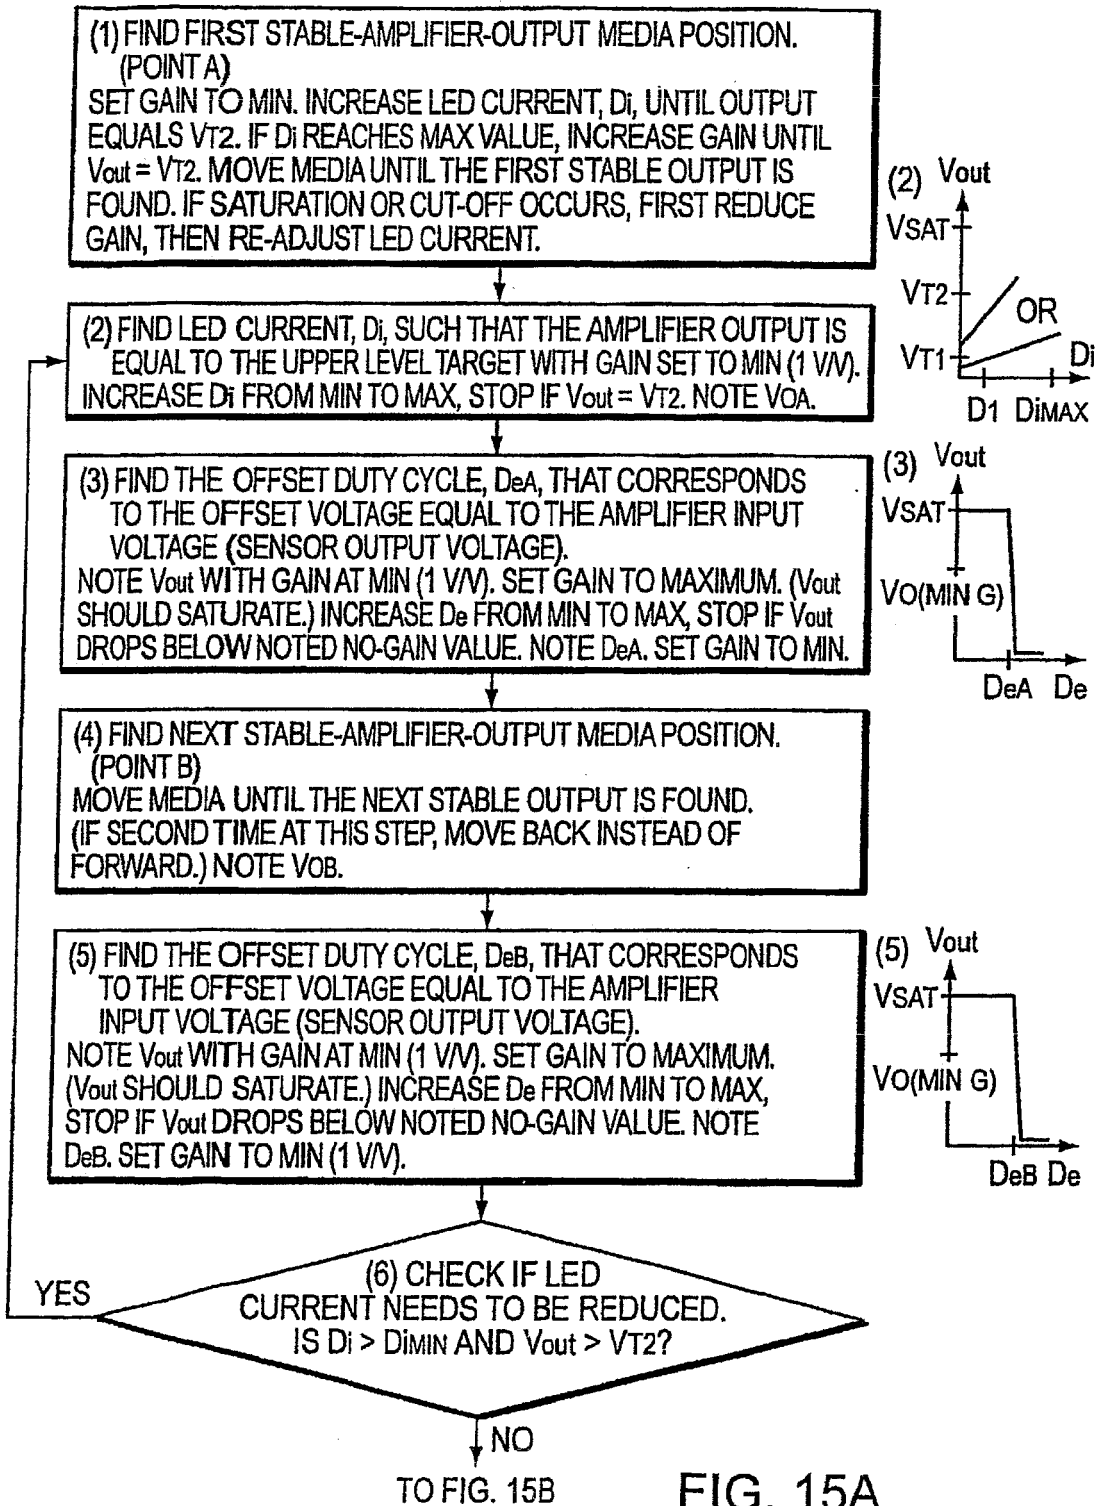 (1) FIND FIRST STABLE-AMPLIFIER-OUTPUT MEDIA POSITION.
(POINT A)
SET GAIN TO MIN. INCREASE LED CURRENT, Di, UNTIL OUTPUT
EQUALS VT2. IF Di REACHES MAX VALUE, INCREASE GAIN UNTIL
Vout = VT2. MOVE MEDIA UNTIL THE FIRST STABLE OUTPUT IS
FOUND. IF SATURATION OR CUT-OFF OCCURS, FIRST REDUCE
GAIN, THEN RE-ADJUST LED CURRENT.
(2) Vout
VSAT
VT2
OR
VT1
Di
D1 DiMAX
(2) FIND LED CURRENT, Di, SUCH THAT THE AMPLIFIER OUTPUT IS
EQUAL TO THE UPPER LEVEL TARGET WITH GAIN SET TO MIN (1 V/V).
INCREASE Di FROM MIN TO MAX, STOP IF Vout = VT2. NOTE VOA.
(3) FIND THE OFFSET DUTY CYCLE, DeA, THAT CORRESPONDS
TO THE OFFSET VOLTAGE EQUAL TO THE AMPLIFIER INPUT
VOLTAGE (SENSOR OUTPUT VOLTAGE).
NOTE Vout WITH GAIN AT MIN (1 V/V). SET GAIN TO MAXIMUM. (Vout
SHOULD SATURATE.) INCREASE De FROM MIN TO MAX, STOP IF Vout
DROPS BELOW NOTED NO-GAIN VALUE. NOTE DeA. SET GAIN TO MIN.
(3) Vout
VSAT
VO(MIN G)
DeA De
(4) FIND NEXT STABLE-AMPLIFIER-OUTPUT MEDIA POSITION.
(POINT B)
MOVE MEDIA UNTIL THE NEXT STABLE OUTPUT IS FOUND.
(IF SECOND TIME AT THIS STEP, MOVE BACK INSTEAD OF
FORWARD.) NOTE VOB.
(5) FIND THE OFFSET DUTY CYCLE, DeB, THAT CORRESPONDS
TO THE OFFSET VOLTAGE EQUAL TO THE AMPLIFIER
INPUT VOLTAGE (SENSOR OUTPUT VOLTAGE).
NOTE Vout WITH GAIN AT MIN (1 V/V). SET GAIN TO MAXIMUM.
(Vout SHOULD SATURATE.) INCREASE De FROM MIN TO MAX,
STOP IF Vout DROPS BELOW NOTED NO-GAIN VALUE. NOTE
DeB. SET GAIN TO MIN (1 V/V).
(5) Vout
VSAT
VO(MIN G)
DeB De
YES
(6) CHECK IF LED
CURRENT NEEDS TO BE REDUCED.
IS Di > DiMIN AND Vout > VT2?
NO
TO FIG. 15B
FIG. 15A